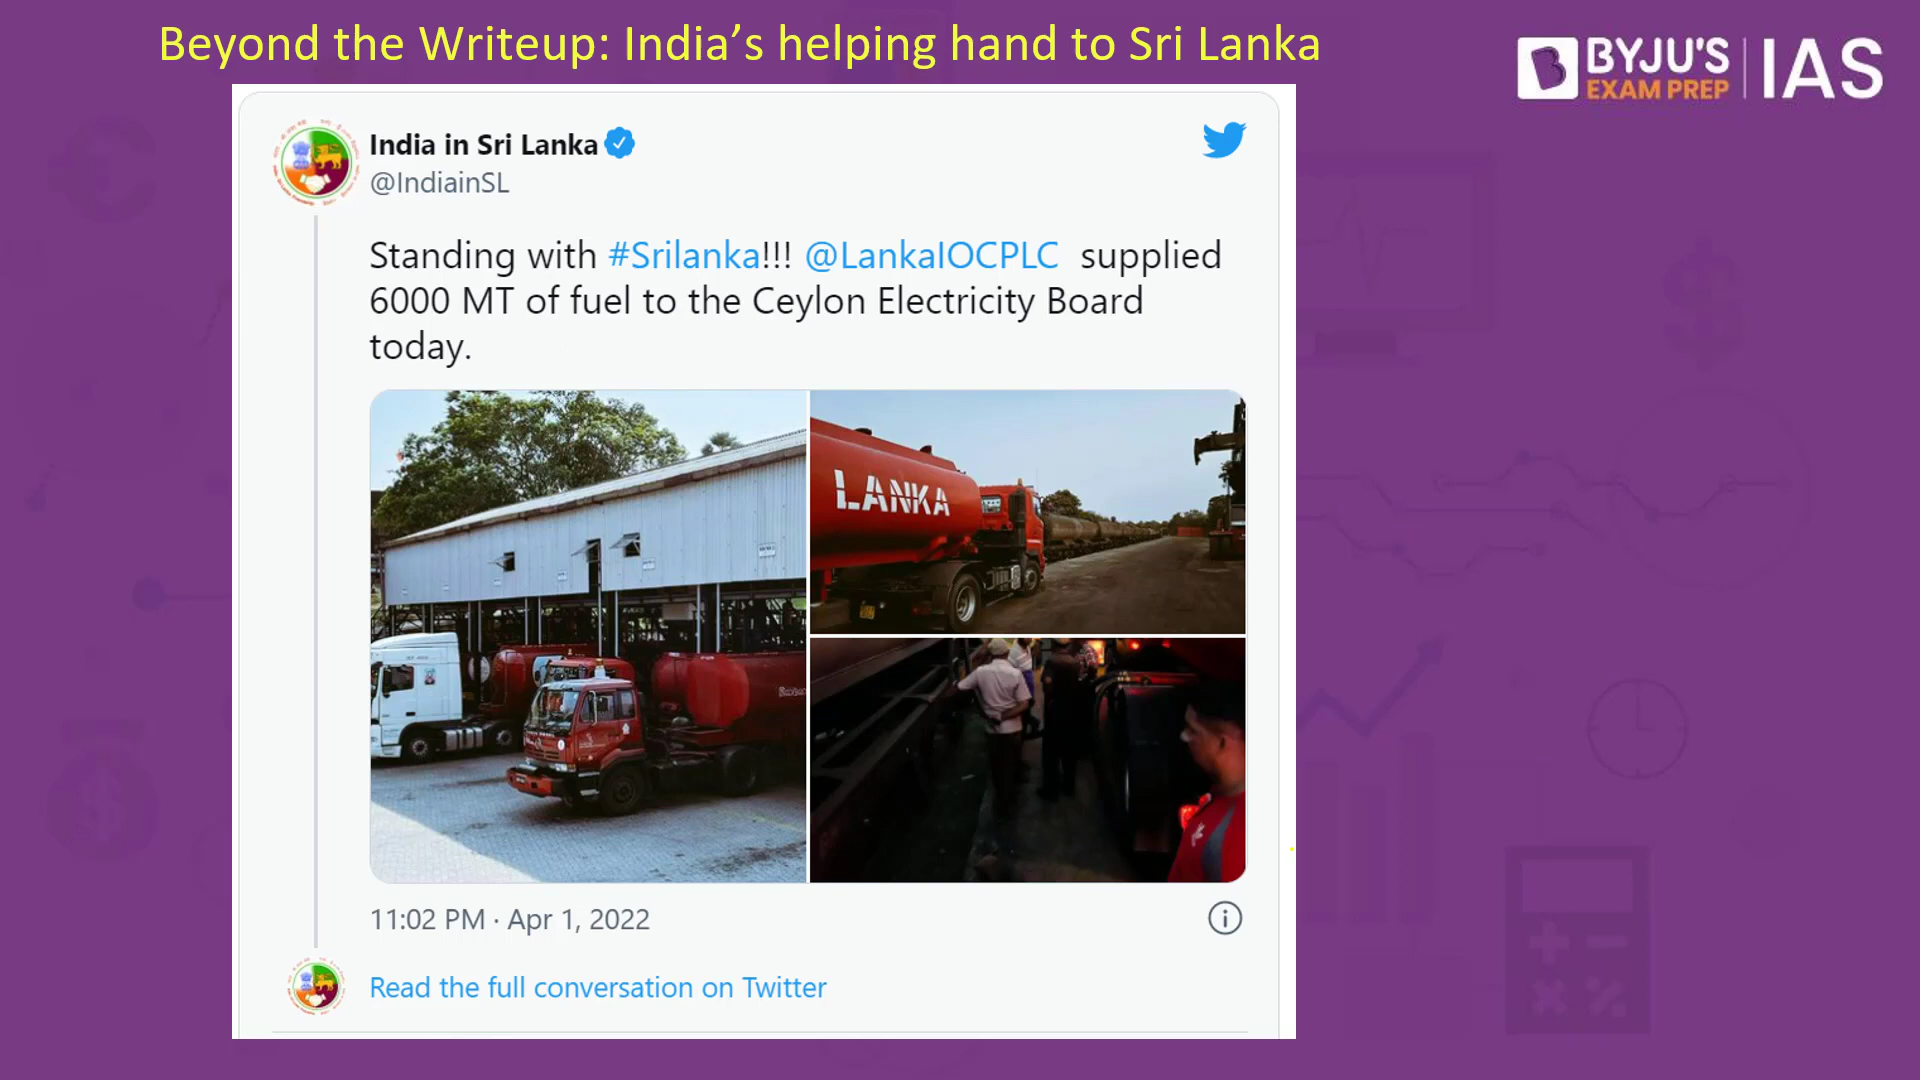 Beyond the Writeup: India’s helping hand to Sri Lanka
BYJU'S
EXAM PREP
IAS
India in Sri Lanka
@IndiainSL
Standing with #Srilanka!!! @LankaIOCPLC supplied
6000 MT of fuel to the Ceylon Electricity Board
today.
LANKA
11:02 PM · Apr 1, 2022
Read the full conversation on Twitter